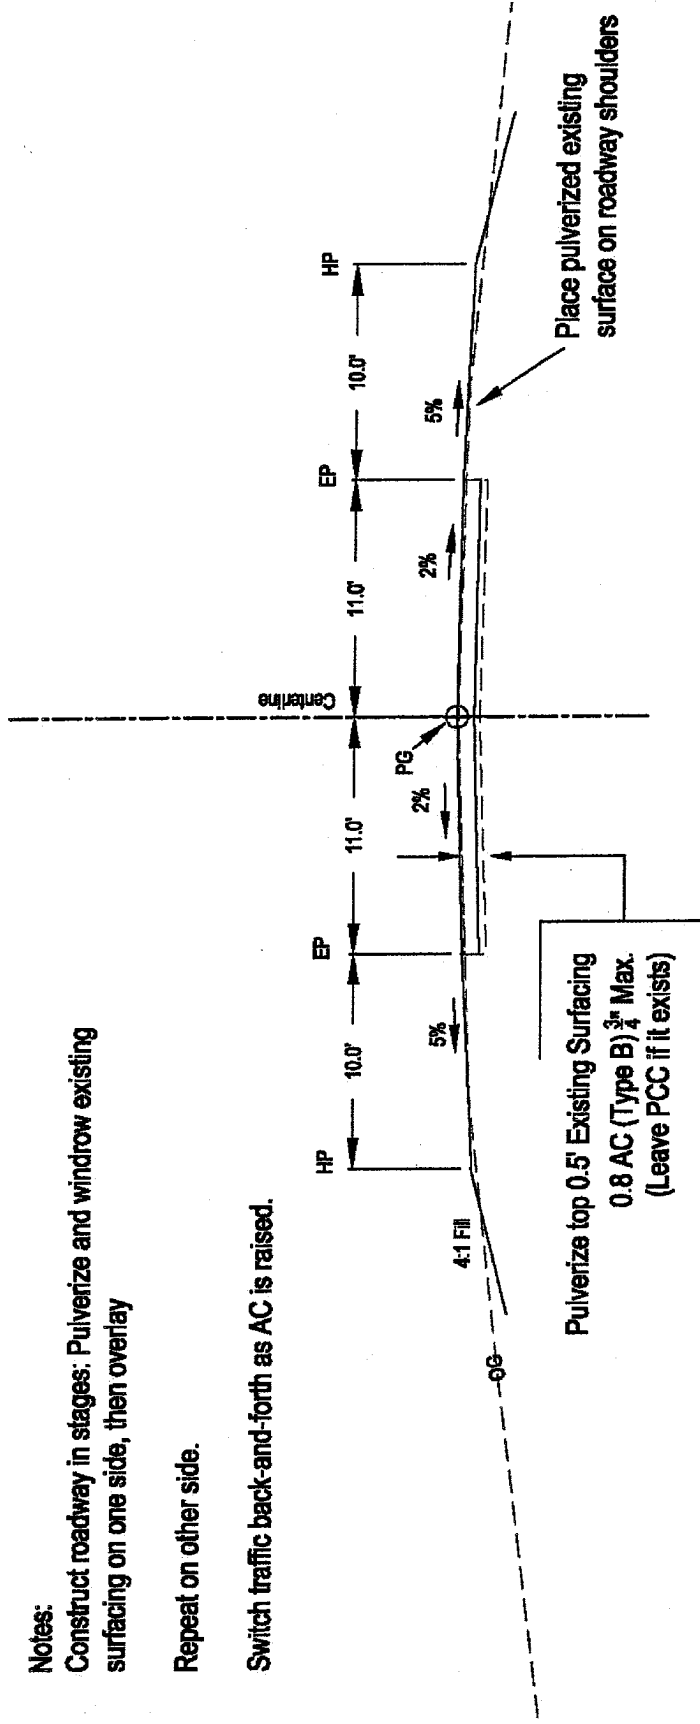 Notes:
Construct roadway in stages: Pulverize and windrow existing
surfacing on one side, then overlay
Repeat on other side.
Switch traffic back-and-forth as AC is raised.
Centerline
HP
EP
EP
HP
10.0'
11.0'
11.0'
10.0'
PG
5%
2%
2%
5%
4:1 Fill
OG
Pulverize top 0.5' Existing Surfacing
0.8 AC (Type B) 3/4" Max.
(Leave PCC if it exists)
Place pulverized existing
surface on roadway shoulders